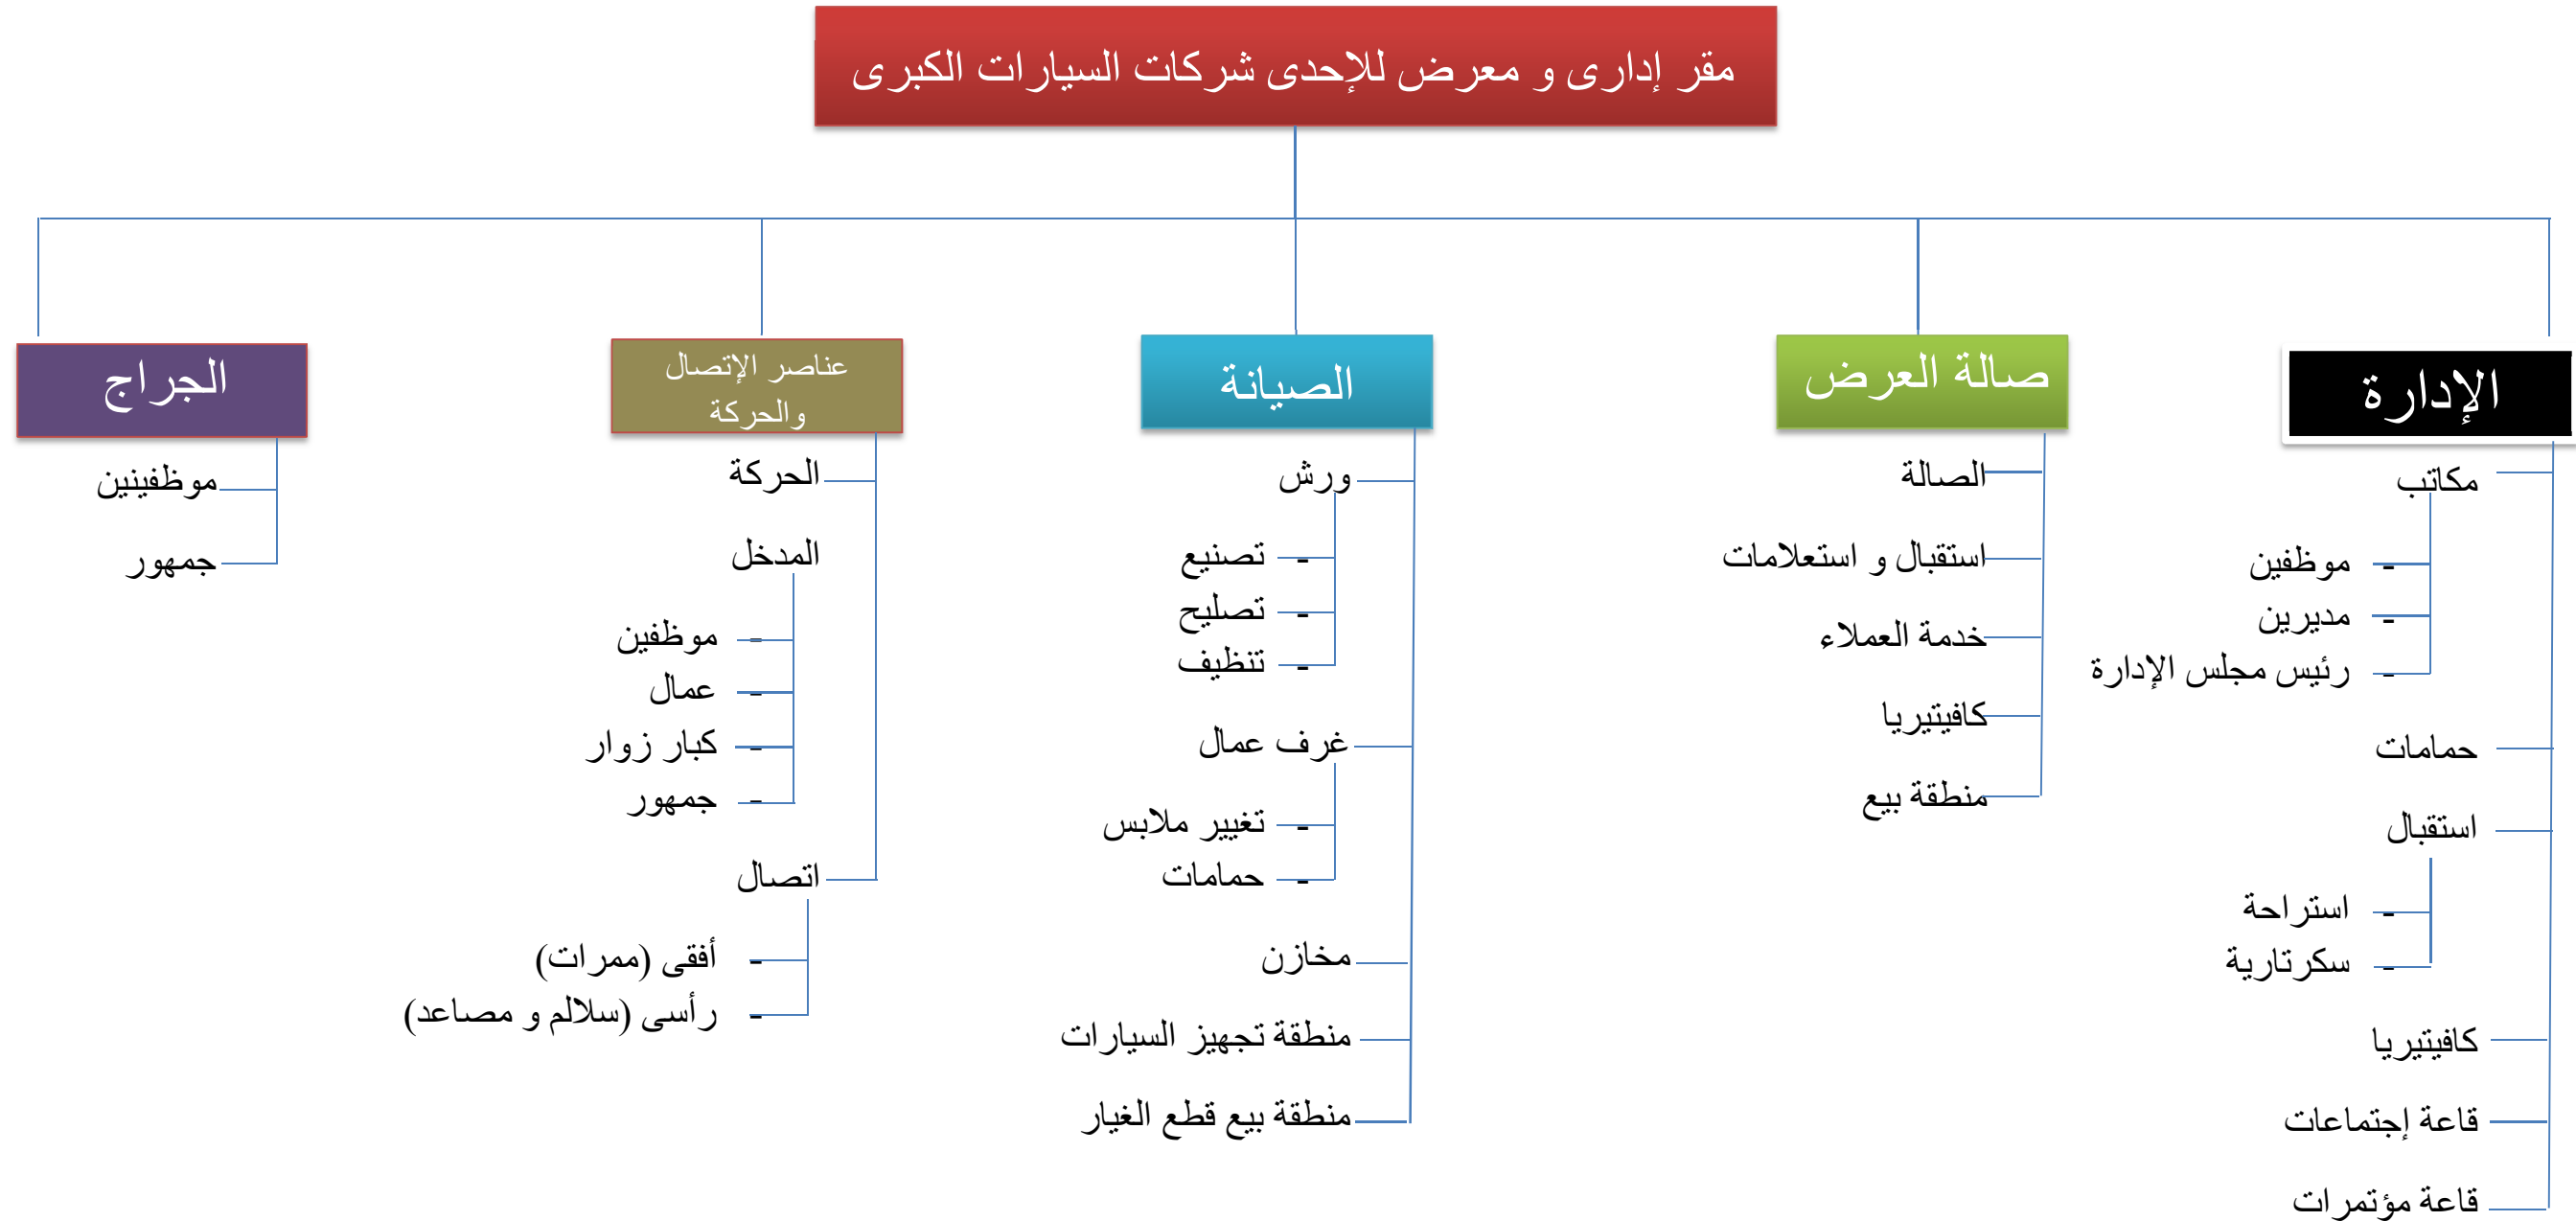 مقر إدارى و معرض للإحدى شركات السيارات الكبرى
الإدارة
مكاتب
- موظفين
- مديرين
- رئيس مجلس الإدارة
حمامات
استقبال
- استراحة
- سكرتارية
كافيتيريا
قاعة إجتماعات
قاعة مؤتمرات
صالة العرض
الصالة
استقبال و استعلامات
خدمة العملاء
كافيتيريا
منطقة بيع
الصيانة
ورش
- تصنيع
- تصليح
- تنظيف
غرف عمال
- تغيير ملابس
- حمامات
مخازن
منطقة تجهيز السيارات
منطقة بيع قطع الغيار
عناصر الإتصال
والحركة
الحركة
المدخل
- موظفين
- عمال
- كبار زوار
- جمهور
اتصال
- أفقى (ممرات)
- رأسى (سلالم و مصاعد)
الجراج
موظفينين
جمهور